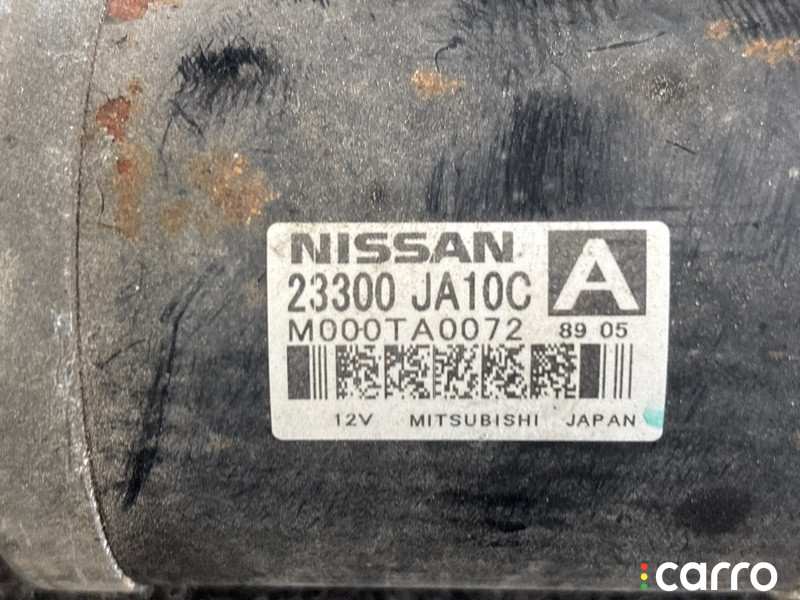 NISSAN
23300 JA10C
A
M000TA0072 89 05
12V MITSUBISHI JAPAN
carro